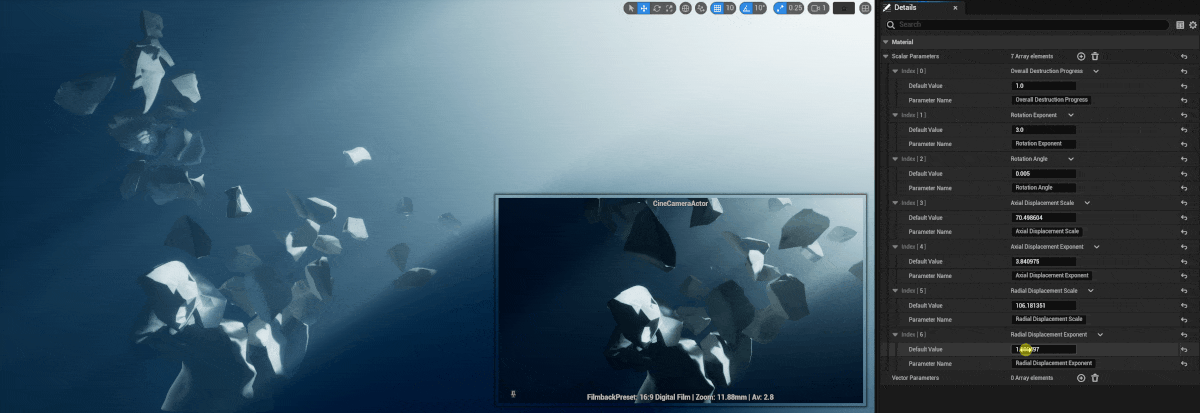 10
10°
0.25
1
Details
Search
Material
Scalar Parameters 7 Array elements
Index [ 0 ] Overall Destruction Progress
Default Value 1.0
Parameter Name Overall Destruction Progress
Index [ 1 ] Rotation Exponent
Default Value 3.0
Parameter Name Rotation Exponent
Index [ 2 ] Rotation Angle
Default Value 0.005
Parameter Name Rotation Angle
Index [ 3 ] Axial Displacement Scale
Default Value 70.498604
Parameter Name Axial Displacement Scale
Index [ 4 ] Axial Displacement Exponent
Default Value 3.840975
Parameter Name Axial Displacement Exponent
Index [ 5 ] Radial Displacement Scale
Default Value 106.181351
Parameter Name Radial Displacement Scale
Index [ 6 ] Radial Displacement Exponent
Default Value
Parameter Name Radial Displacement Exponent
Vector Parameters 0 Array elements
CineCameraActor
FilmbackPreset: 16:9 Digital Film | Zoom: 11.88mm | Av: 2.8